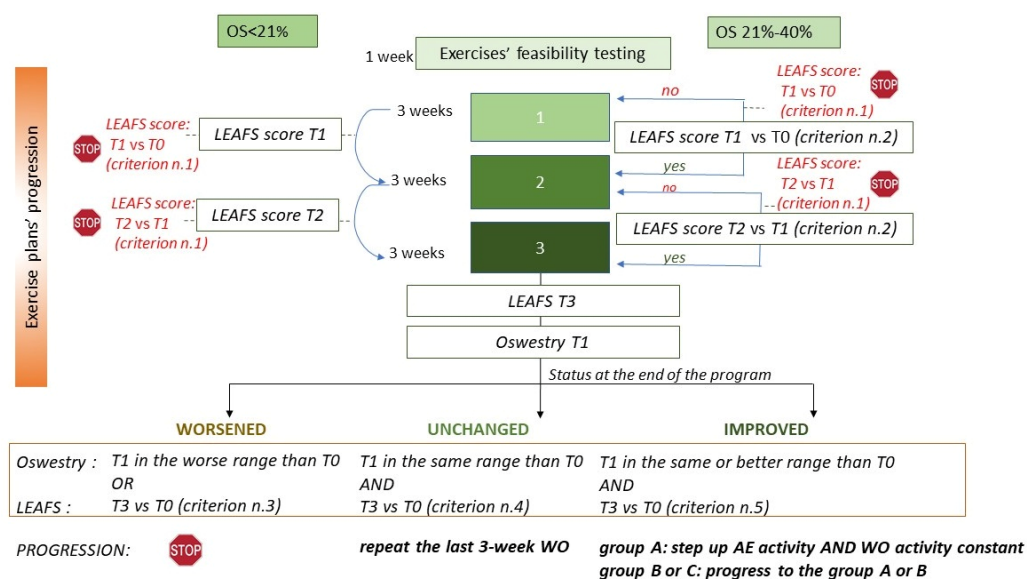 OS<21%
OS 21%-40%
1 week
Exercises' feasibility testing
Exercise plans' progression
STOP
LEAFS score:
T1 vs T0
(criterion n.1)
LEAFS score T1
3 weeks
1
no
LEAFS score:
T1 vs T0
(criterion n.1)
STOP
LEAFS score T1 vs T0 (criterion n.2)
yes
STOP
LEAFS score:
T2 vs T1
(criterion n.1)
LEAFS score T2
3 weeks
2
no
LEAFS score:
T2 vs T1
(criterion n.1)
STOP
LEAFS score T2 vs T1 (criterion n.2)
yes
3 weeks
3
LEAFS T3
Oswestry T1
Status at the end of the program
WORSENED UNCHANGED IMPROVED
Oswestry : T1 in the worse range than T0 T1 in the same range than T0 T1 in the same or better range than T0
OR AND AND
LEAFS : T3 vs T0 (criterion n.3) T3 vs T0 (criterion n.4) T3 vs T0 (criterion n.5)
PROGRESSION: STOP repeat the last 3-week WO group A: step up AE activity AND WO activity constant
group B or C: progress to the group A or B